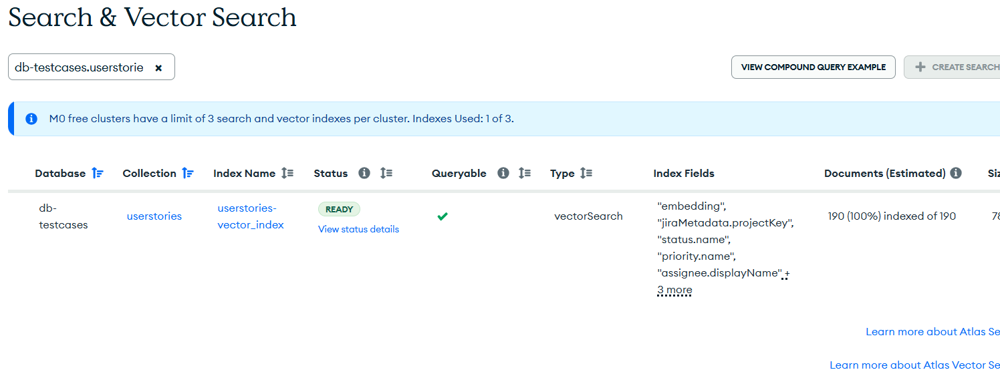 Search & Vector Search
db-testcases.userstorie
VIEW COMPOUND QUERY EXAMPLE
CREATE SEARCH
M0 free clusters have a limit of 3 search and vector indexes per cluster. Indexes Used: 1 of 3.
Database Collection Index Name Status Queryable Type Index Fields Documents (Estimated)
db-
testcases
userstories
userstories-
vector_index
READY
View status details
vectorSearch
"embedding",
"jiraMetadata.projectKey",
"status.name",
"priority.name",
"assignee.displayName" +
3 more
190 (100%) indexed of 190
Learn more about Atlas Se
Learn more about Atlas Vector Se